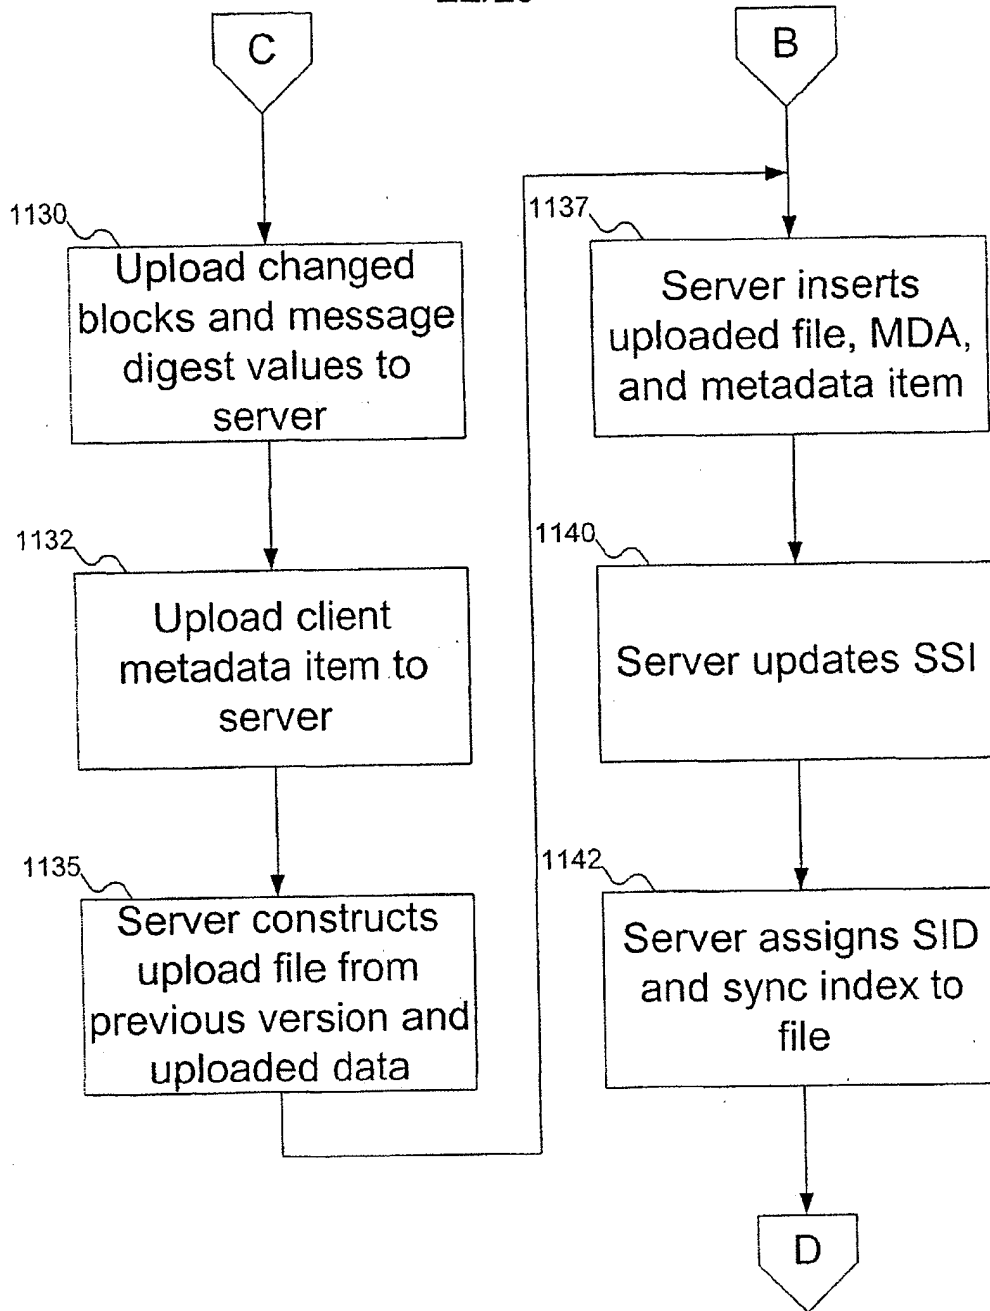 C
1130
Upload changed
blocks and message
digest values to
server
1132
Upload client
metadata item to
server
1135
Server constructs
upload file from
previous version and
uploaded data
B
1137
Server inserts
uploaded file, MDA,
and metadata item
1140
Server updates SSI
1142
Server assigns SID
and sync index to
file
D